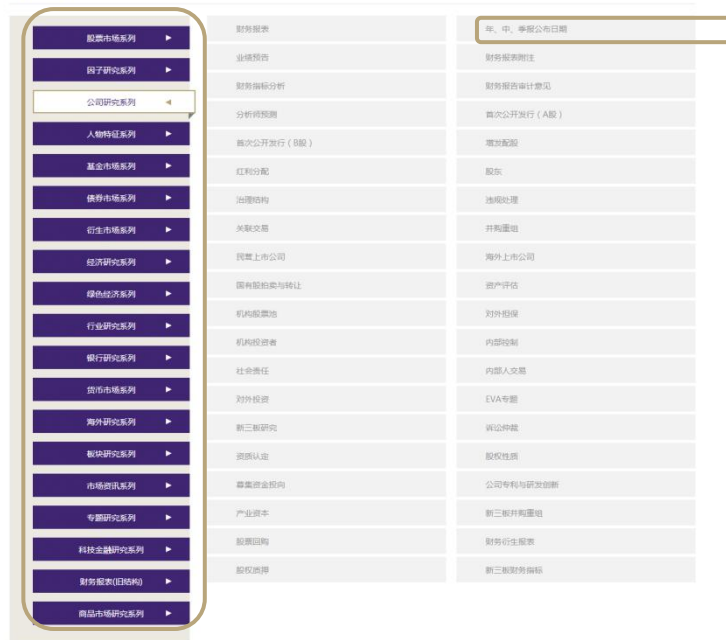 股票市场系列
因子研究系列
公司研究系列
人物特征系列
基金市场系列
债券市场系列
衍生市场系列
经济研究系列
绿色经济系列
行业研究系列
银行研究系列
货币市场系列
海外研究系列
板块研究系列
市场资讯系列
专题研究系列
科技金融研究系列
财务报表(旧结构)
商品市场研究系列
财务报表 年、中、季报公布日期
业绩预告 财务报表附注
财务指标分析 财务报告审计意见
分析师预测 首次公开发行（A股）
首次公开发行（B股） 增发配股
红利分配 股东
治理结构 违规处理
关联交易 并购重组
民营上市公司 海外上市公司
国有股拍卖与转让 资产评估
机构股票池 对外担保
机构投资者 内部控制
社会责任 内部人交易
对外投资 EVA专题
新三板研究 诉讼仲裁
资质认定 股权性质
募集资金投向 公司专利与研发创新
产业资本 新三板并购重组
股票回购 财务衍生报表
股权质押 新三板财务指标